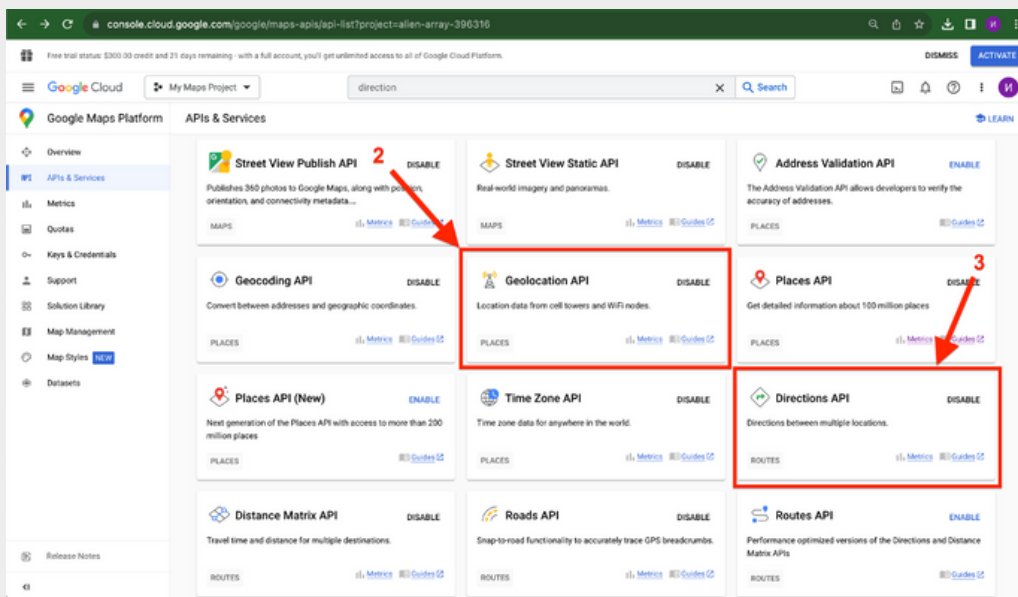 console.cloud.google.com/google/maps-apis/api-list?project=alien-array-396316
Free trial status: $300.00 credit and 21 days remaining - with a full account, you'll get unlimited access to all of Google Cloud Platform.
DISMISS
ACTIVATE
Google Cloud
My Maps Project
direction
Search
И
Google Maps Platform
APIs & Services
LEARN
Overview
APIs & Services
Metrics
Quotas
Keys & Credentials
Support
Solution Library
Map Management
Map Styles NEW
Datasets
Release Notes
Street View Publish API
DISABLE
Publishes 360 photos to Google Maps, along with position,
orientation, and connectivity metadata...
MAPS
Metrics Guides
2
Street View Static API
DISABLE
Real-world imagery and panoramas.
MAPS
Metrics Guides
Address Validation API
ENABLE
The Address Validation API allows developers to verify the
accuracy of addresses.
PLACES
Guides
Geocoding API
DISABLE
Convert between addresses and geographic coordinates.
PLACES
Metrics Guides
Geolocation API
DISABLE
Location data from cell towers and WiFi nodes.
PLACES
Metrics Guides
3
Places API
DISABLE
Get detailed information about 100 million places
PLACES
Metrics Guides
Places API (New)
ENABLE
Next generation of the Places API with access to more than 200
million places
PLACES
Guides
Time Zone API
DISABLE
Time zone data for anywhere in the world.
PLACES
Metrics Guides
Directions API
DISABLE
Directions between multiple locations.
ROUTES
Metrics Guides
Distance Matrix API
DISABLE
Travel time and distance for multiple destinations.
ROUTES
Metrics Guides
Roads API
DISABLE
Snap-to-road functionality to accurately trace GPS breadcrumbs.
ROUTES
Metrics Guides
Routes API
ENABLE
Performance optimized versions of the Directions and Distance
Matrix APIs
ROUTES
Guides